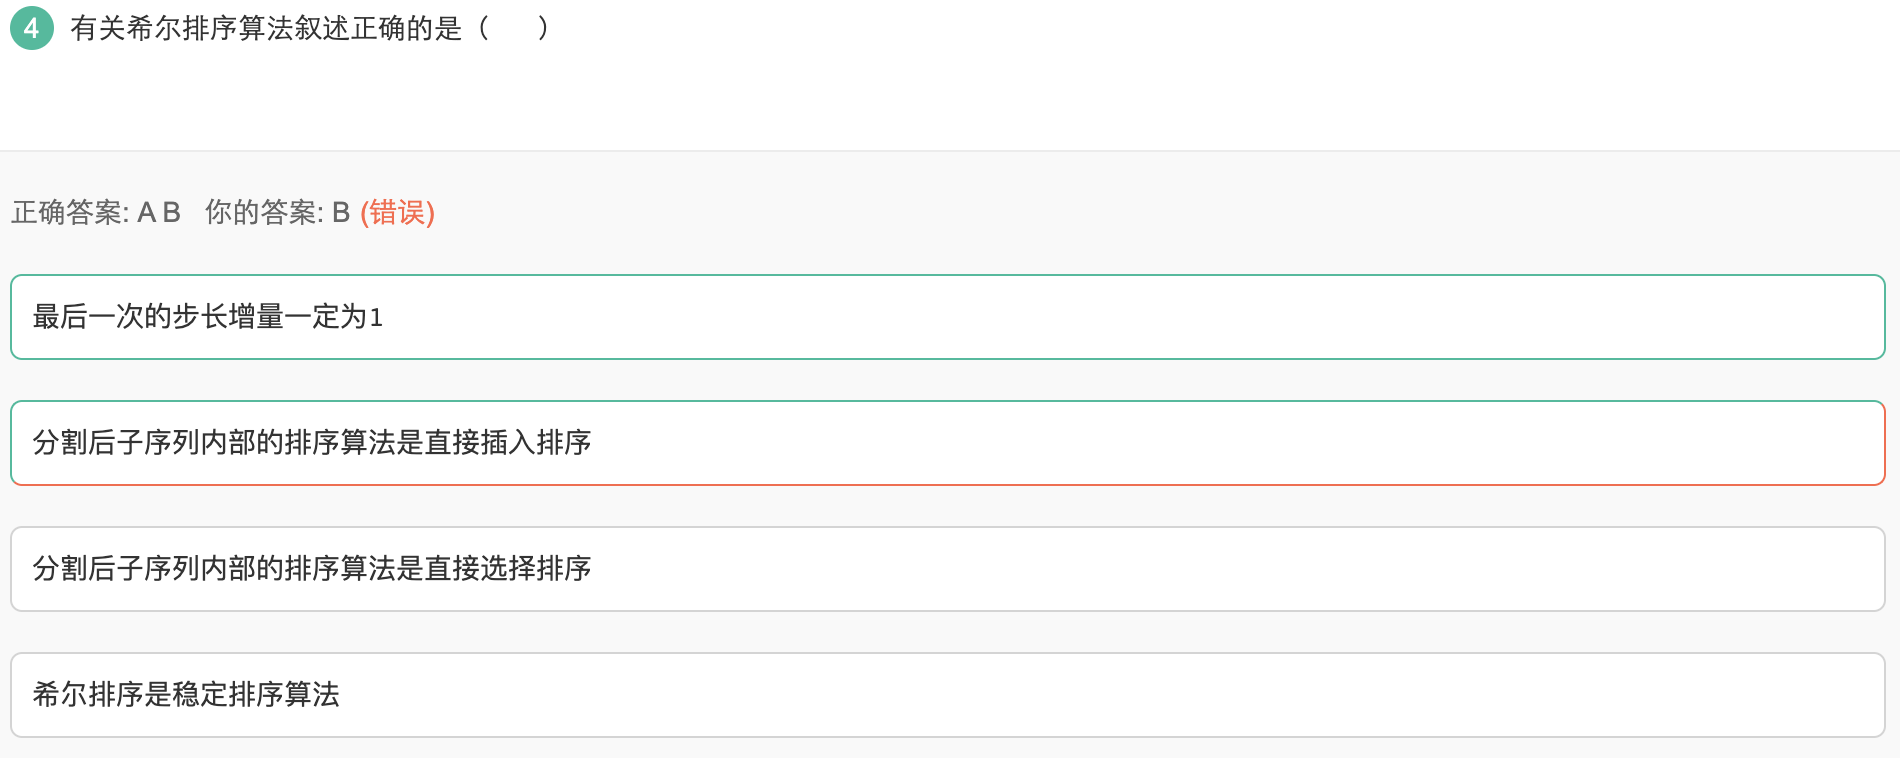 4 有关希尔排序算法叙述正确的是（　　）
正确答案: A B 你的答案: B (错误)
最后一次的步长增量一定为1
分割后子序列内部的排序算法是直接插入排序
分割后子序列内部的排序算法是直接选择排序
希尔排序是稳定排序算法